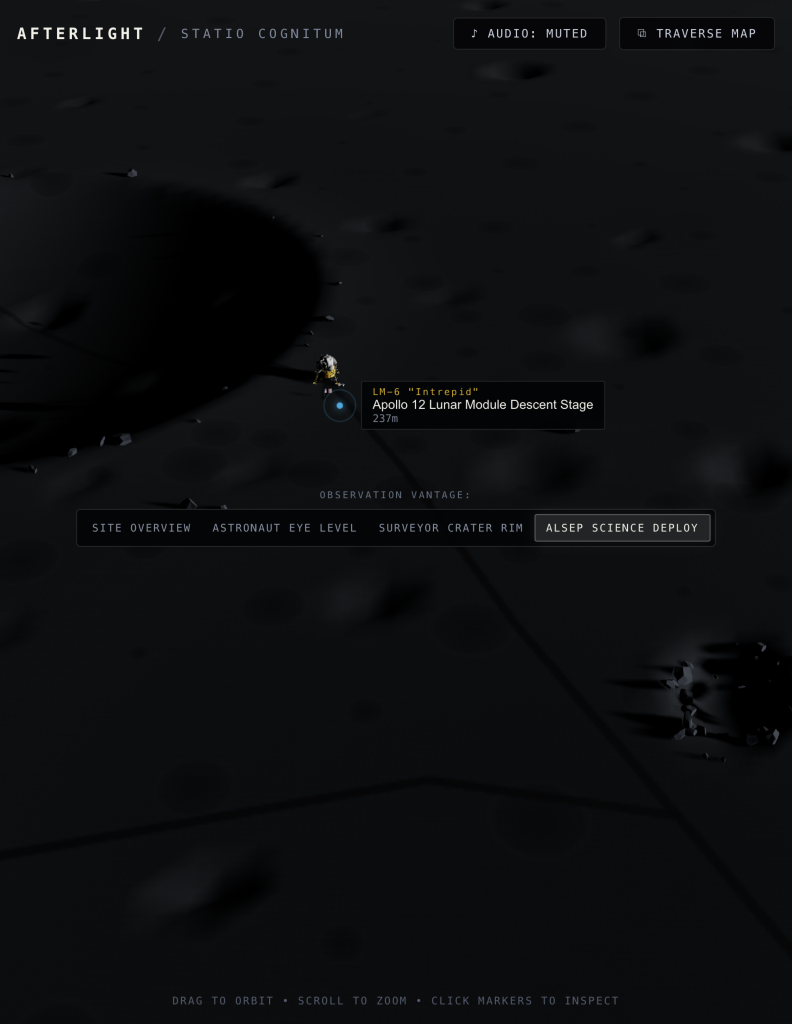 AFTERLIGHT / STATIO COGNITUM
♪ AUDIO: MUTED
TRAVERSE MAP
LM-6 "Intrepid"
Apollo 12 Lunar Module Descent Stage
237m
OBSERVATION VANTAGE:
SITE OVERVIEW ASTRONAUT EYE LEVEL SURVEYOR CRATER RIM ALSEP SCIENCE DEPLOY
DRAG TO ORBIT • SCROLL TO ZOOM • CLICK MARKERS TO INSPECT